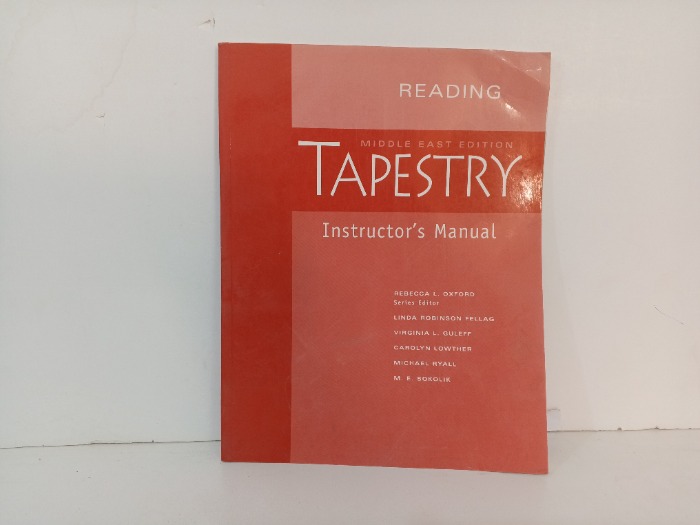 READING
MIDDLE EAST EDITION
TAPESTRY
Instructor's Manual
REBECCA L. OXFORD
Series Editor
LINDA ROBINSON FELLAG
VIRGINIA L. GULEFF
CAROLYN LOWTHER
MICHAEL RYALL
M. E. SOKOLIK